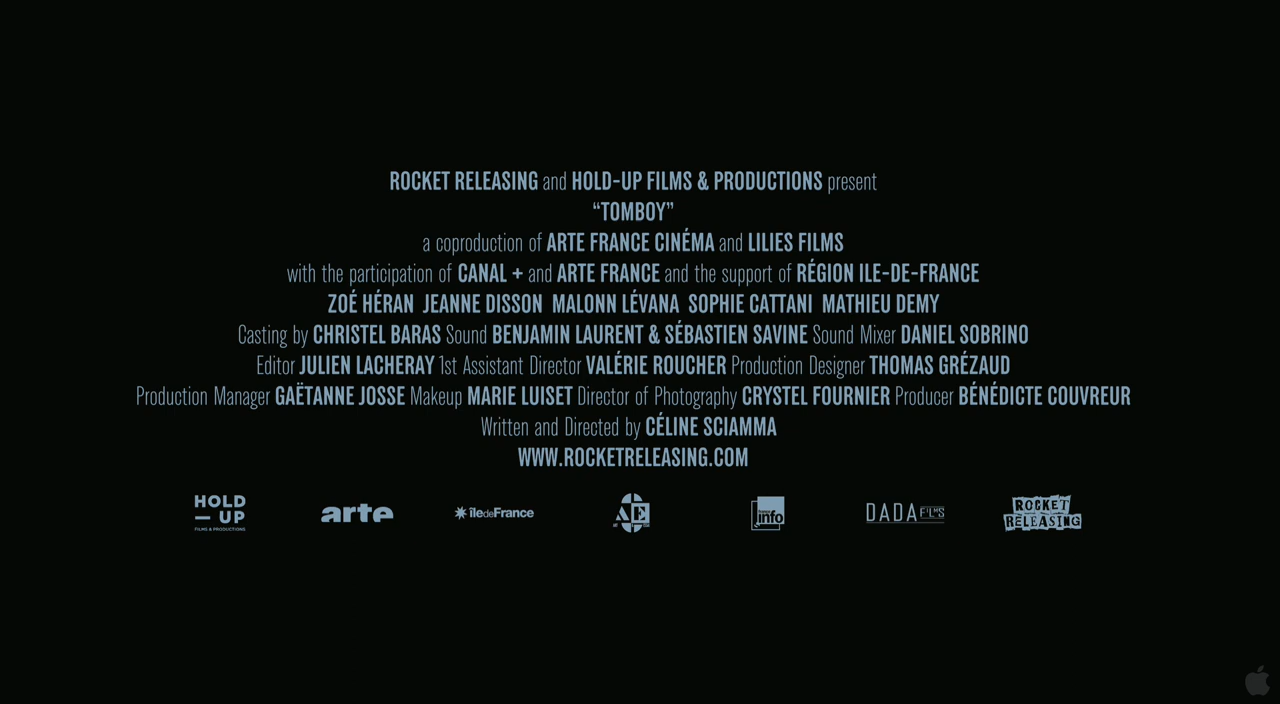 ROCKET RELEASING and HOLD-UP FILMS & PRODUCTIONS present
“TOMBOY”
a coproduction of ARTE FRANCE CINÉMA and LILIES FILMS
with the participation of CANAL + and ARTE FRANCE and the support of RÉGION ILE-DE-FRANCE
ZOÉ HÉRAN JEANNE DISSON MALONN LÉVANA SOPHIE CATTANI MATHIEU DEMY
Casting by CHRISTEL BARAS Sound BENJAMIN LAURENT & SÉBASTIEN SAVINE Sound Mixer DANIEL SOBRINO
Editor JULIEN LACHERAY 1st Assistant Director VALÉRIE ROUCHER Production Designer THOMAS GRÉZAUD
Production Manager GAËTANNE JOSSE Makeup MARIE LUISET Director of Photography CRYSTEL FOURNIER Producer BÉNÉDICTE COUVREUR
Written and Directed by CÉLINE SCIAMMA
WWW.ROCKETRELEASING.COM
HOLD
UP
FILMS & PRODUCTIONS
arte
îledeFrance
AE
info
DADA FILMS
ROCKET
RELEASING